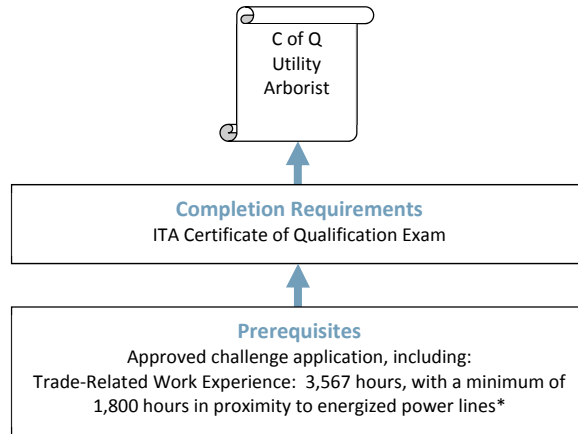 C of Q
Utility
Arborist
Completion Requirements
ITA Certificate of Qualification Exam
Prerequisites
Approved challenge application, including:
Trade-Related Work Experience:  3,567 hours, with a minimum of
1,800 hours in proximity to energized power lines*